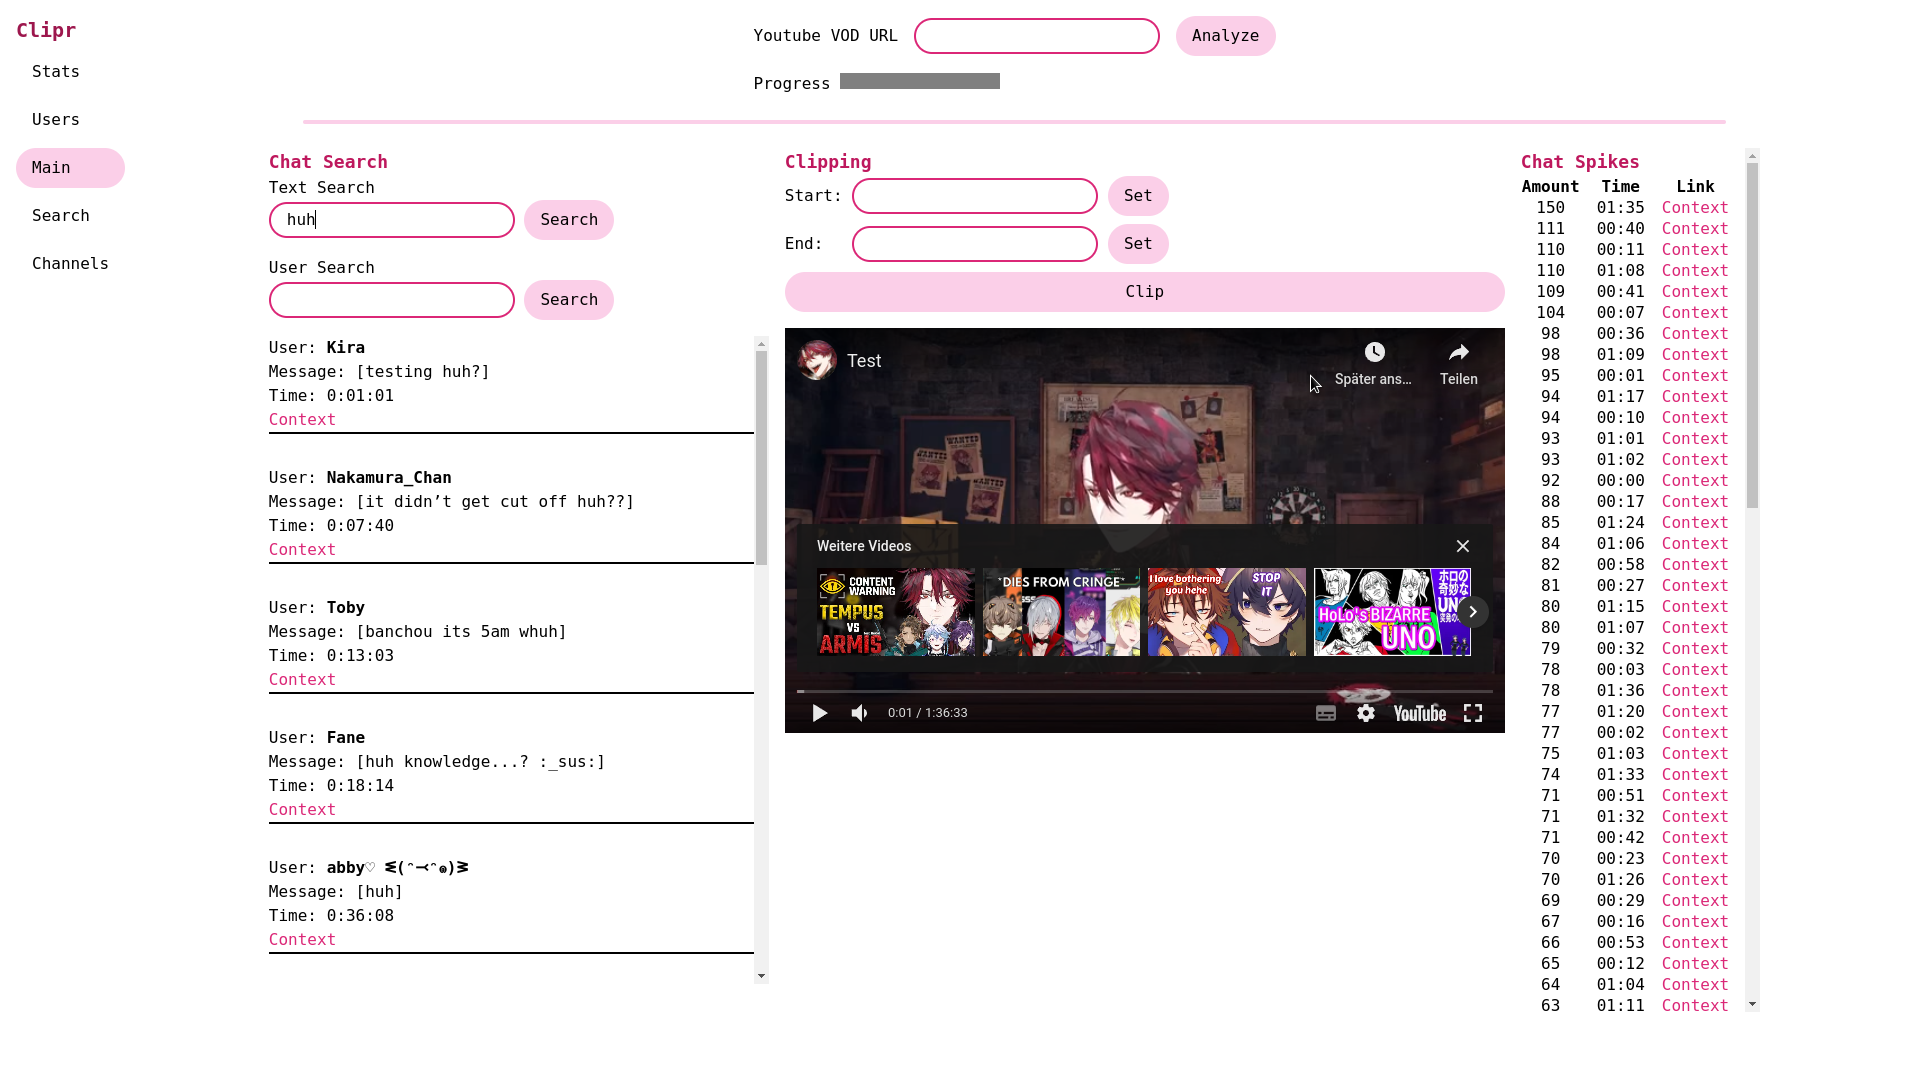 Clipr
Stats
Users
Main
Search
Channels
Youtube VOD URL
Analyze
Progress
Chat Search
Text Search
huh
Search
User Search
Search
User: Kira
Message: [testing huh?]
Time: 0:01:01
Context
User: Nakamura_Chan
Message: [it didn’t get cut off huh??]
Time: 0:07:40
Context
User: Toby
Message: [banchou its 5am whuh]
Time: 0:13:03
Context
User: Fane
Message: [huh knowledge...? :_sus:]
Time: 0:18:14
Context
User: abby♡
Message: [huh]
Time: 0:36:08
Context
Clipping
Start:
Set
End:
Set
Clip
Test
Später ans...
Teilen
WANTED
WANTED
WANTED
Weitere Videos
CONTENT
WARNING
TEMPUS
VS
ARMIS
*DIES FROM CRINGE*
I love bothering
you hehe
STOP
IT
HoLo's BIZARRE
UNO
ホロの
奇妙な
UNO
0:01 / 1:36:33
YouTube
Chat Spikes
Amount Time Link
150 01:35 Context
111 00:40 Context
110 00:11 Context
110 01:08 Context
109 00:41 Context
104 00:07 Context
98 00:36 Context
98 01:09 Context
95 00:01 Context
94 01:17 Context
94 00:10 Context
93 01:01 Context
93 01:02 Context
92 00:00 Context
88 00:17 Context
85 01:24 Context
84 01:06 Context
82 00:58 Context
81 00:27 Context
80 01:15 Context
80 01:07 Context
79 00:32 Context
78 00:03 Context
78 01:36 Context
77 01:20 Context
77 00:02 Context
75 01:03 Context
74 01:33 Context
71 00:51 Context
71 01:32 Context
71 00:42 Context
70 00:23 Context
70 01:26 Context
69 00:29 Context
67 00:16 Context
66 00:53 Context
65 00:12 Context
64 01:04 Context
63 01:11 Context